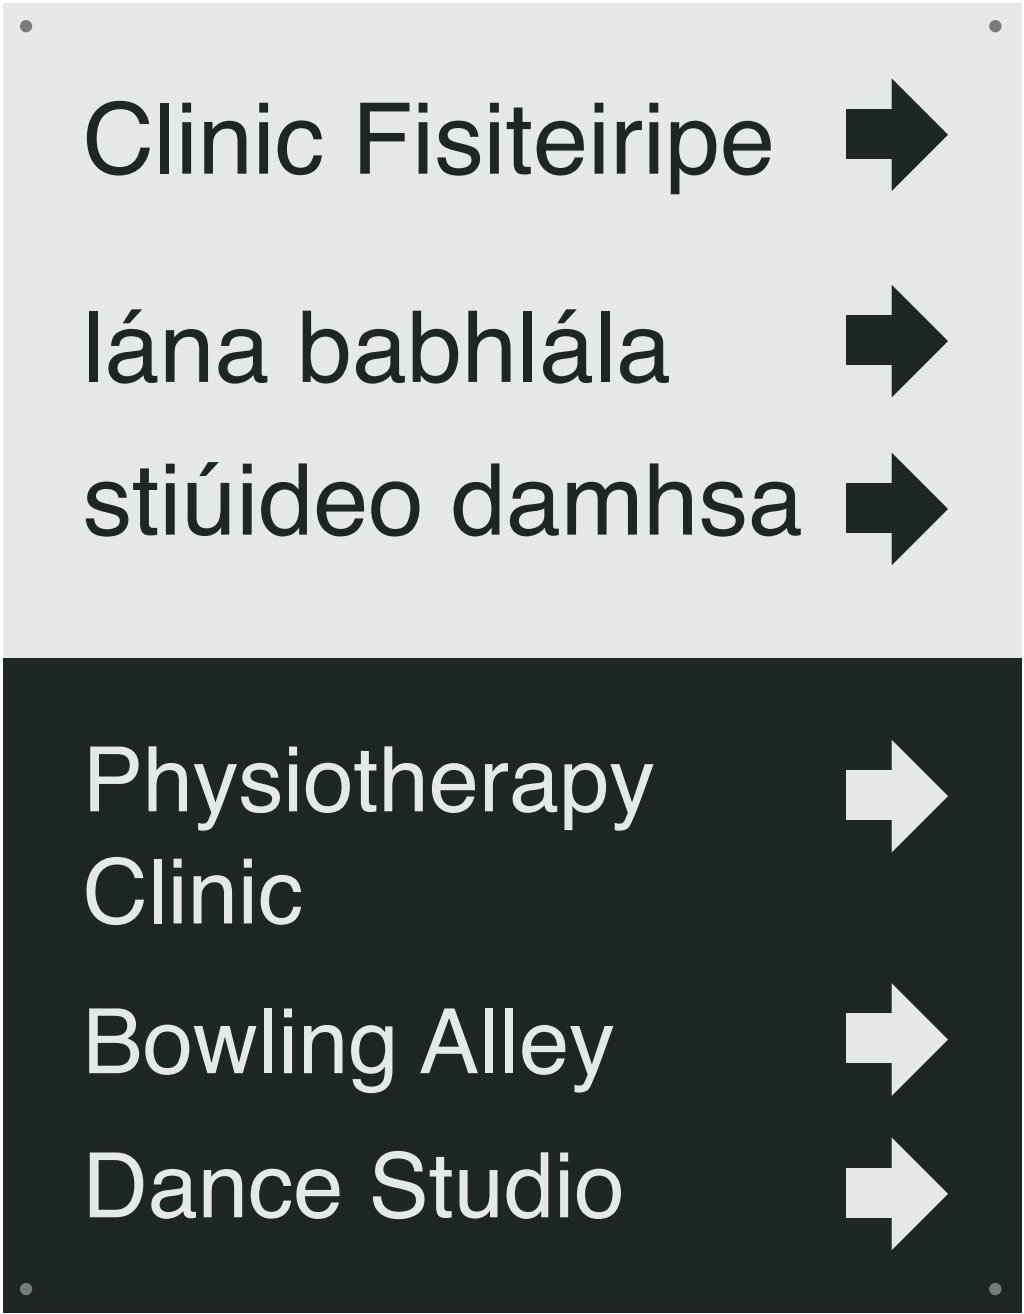 Clinic Fisiteiripe
lána babhlála
stiúideo damhsa
Physiotherapy
Clinic
Bowling Alley
Dance Studio